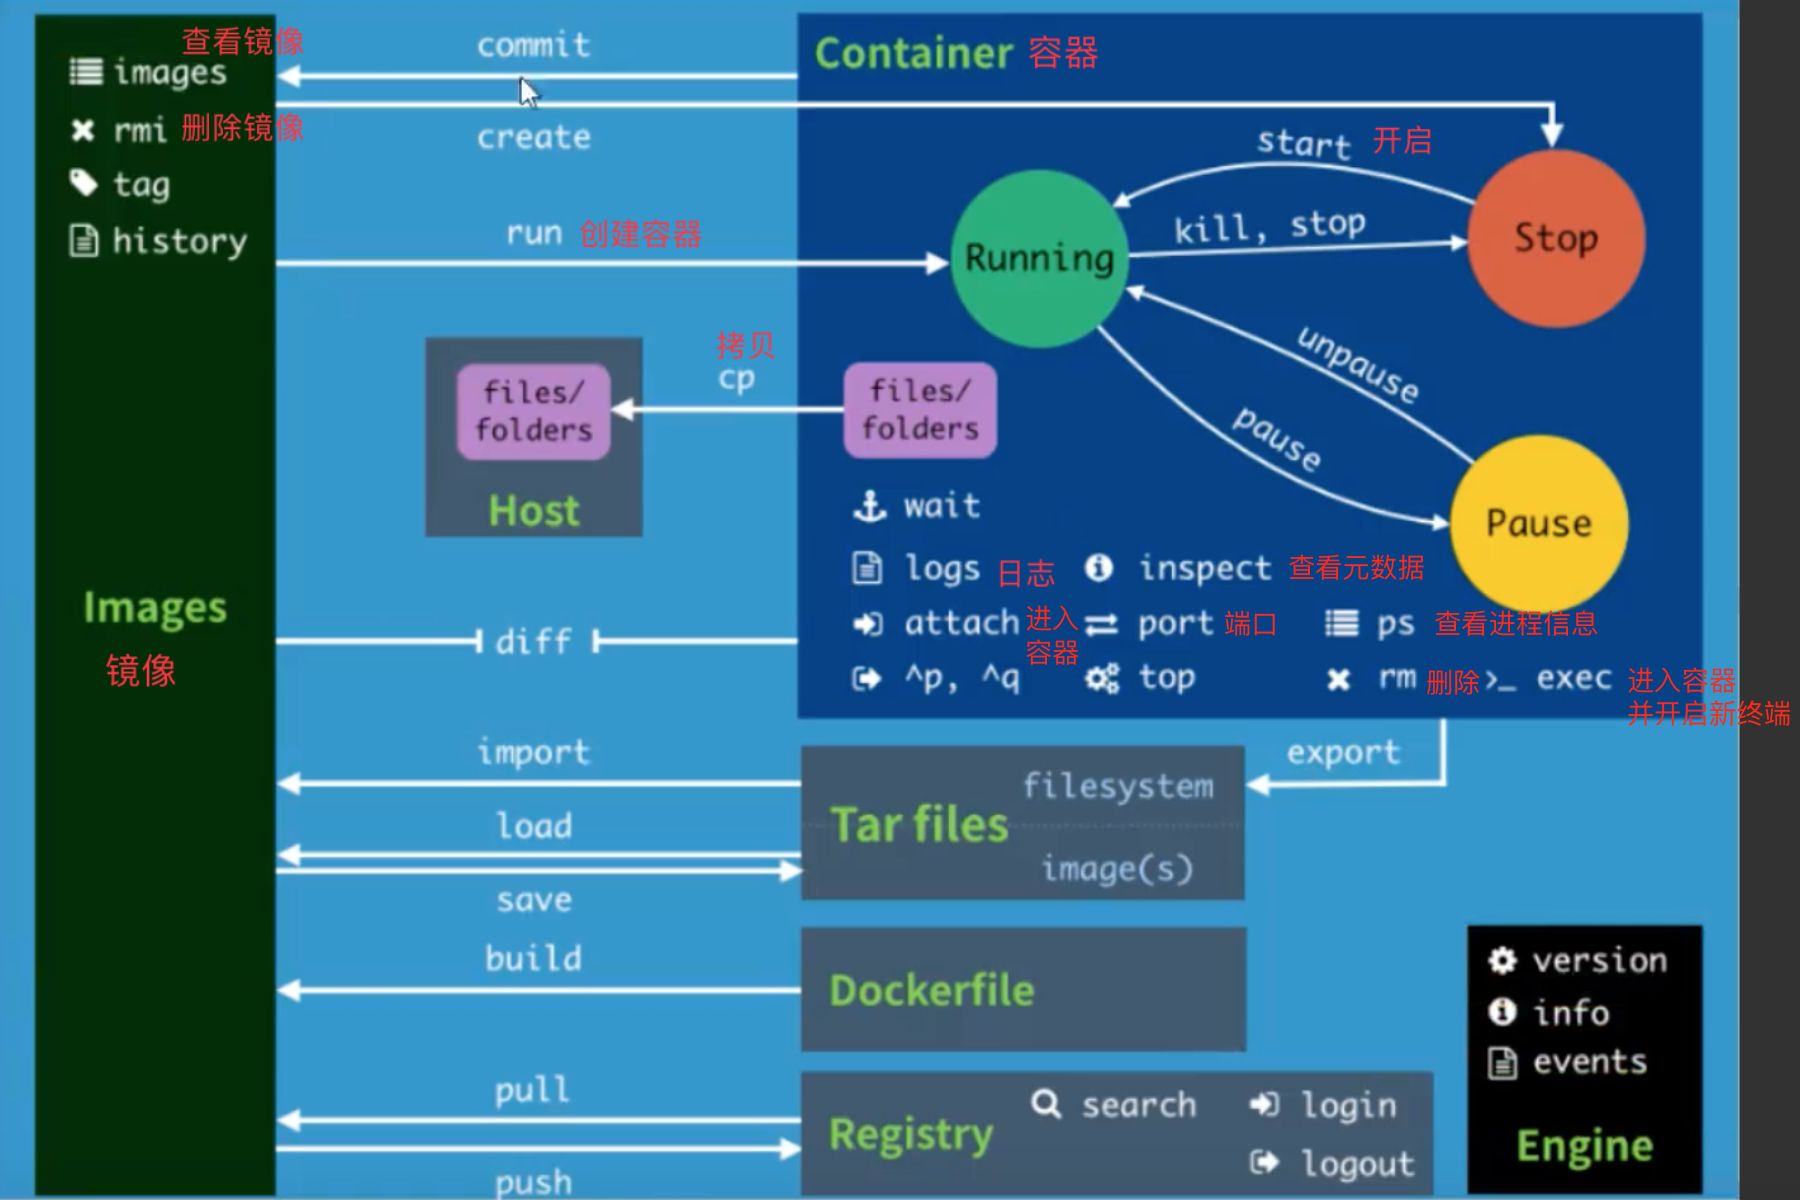 查看镜像
images
rmi 删除镜像
tag
history
Images
镜像
commit
create
run 创建容器
拷贝
cp
files/
folders
Host
diff
import
load
save
build
pull
push
Container 容器
start 开启
kill, stop
Running
Stop
unpause
pause
Pause
files/
folders
wait
logs 日志
inspect 查看元数据
attach 进入
容器
port 端口
ps 查看进程信息
^p, ^q
top
rm 删除
>_ exec 进入容器
并开启新终端
export
Tar files
filesystem
image(s)
Dockerfile
Registry
search
login
logout
version
info
events
Engine